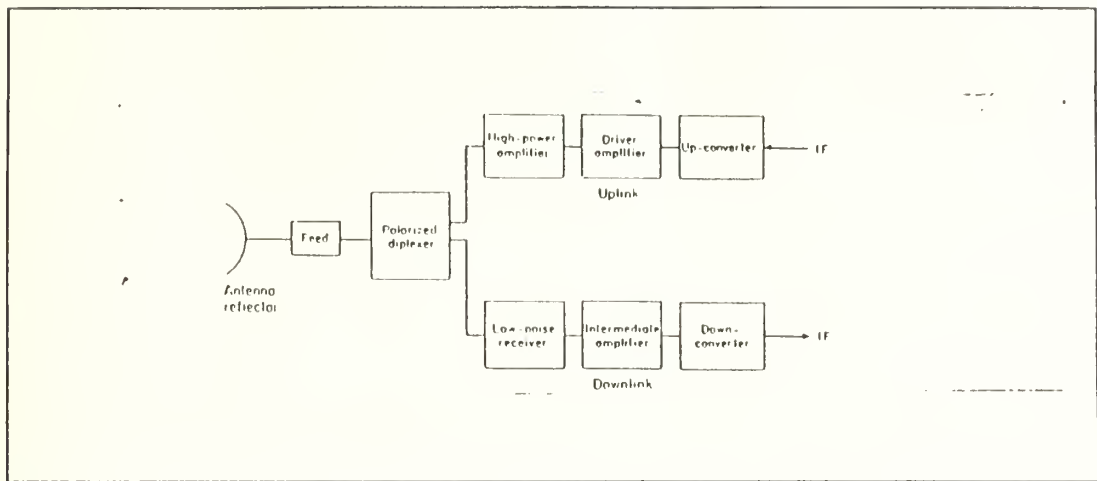 High-power
amplifier
Driver
amplifier
Up-converter
IF
Uplink
Feed
Polarized
diplexer
Antenna
reflector
Low-noise
receiver
Intermediate
amplifier
Down-
converter
IF
Downlink